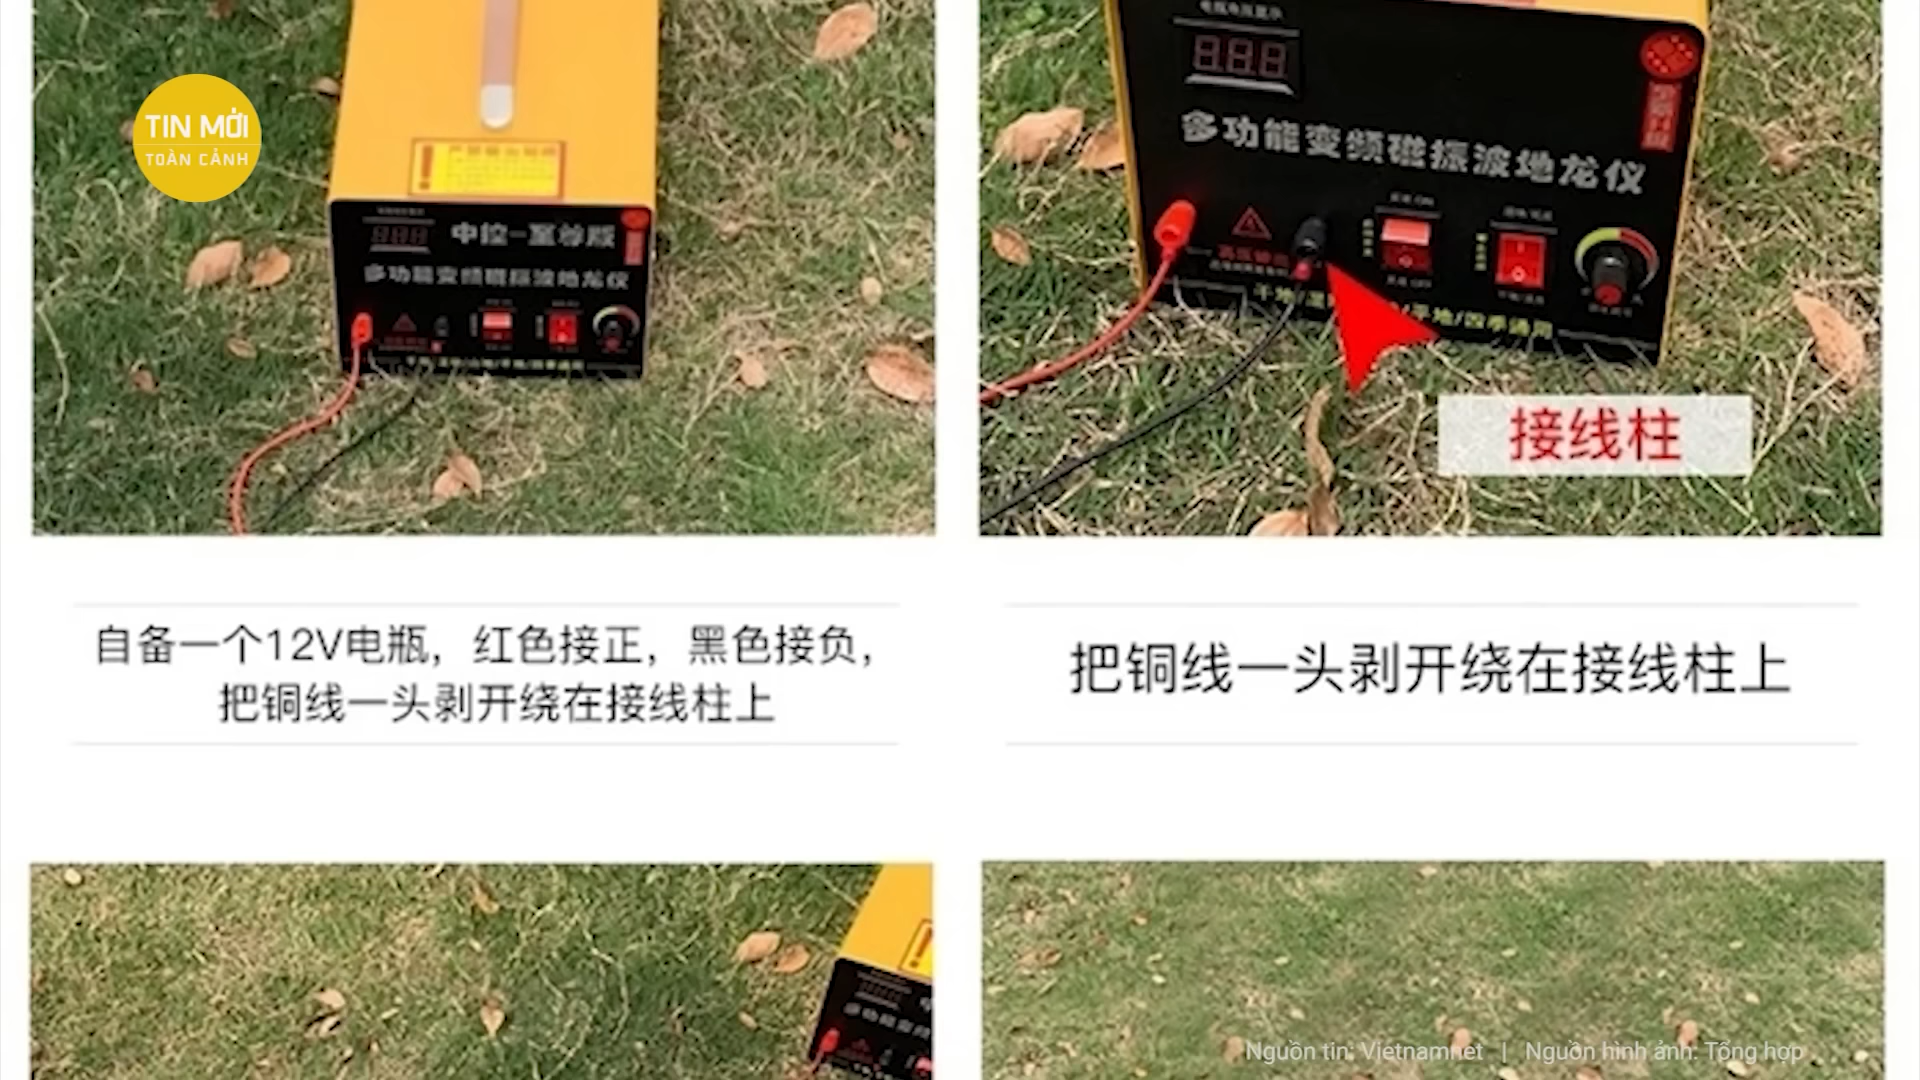 TIN MỚI
TOÀN CẢNH
中控-至尊版
多功能变频磁振波地龙仪
多功能变频磁振波地龙仪
接线柱
自备一个12V电瓶，红色接正，黑色接负，
把铜线一头剥开绕在接线柱上
把铜线一头剥开绕在接线柱上
Nguồn tin: Vietnamnet | Nguồn hình ảnh: Tổng hợp